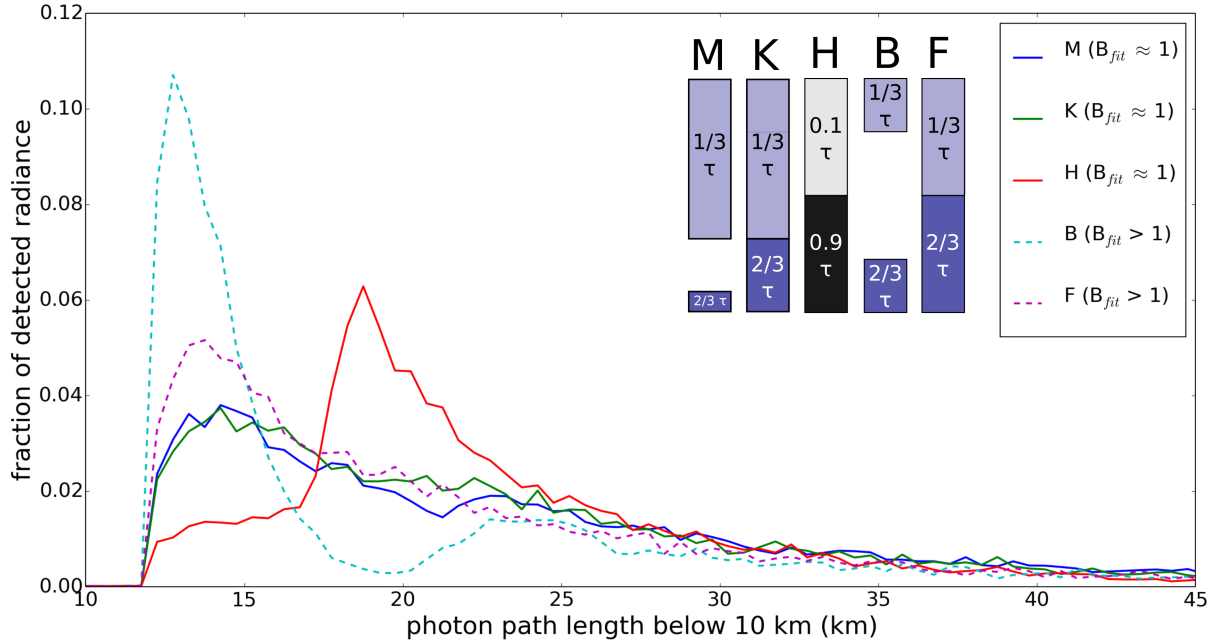 0.12
0.10
0.08
0.06
0.04
0.02
0.00
fraction of detected radiance
M K H B F
1/3 τ
2/3 τ
1/3 τ
2/3 τ
0.1 τ
0.9 τ
1/3 τ
2/3 τ
1/3 τ
2/3 τ
M (B_fit ≈ 1)
K (B_fit ≈ 1)
H (B_fit ≈ 1)
B (B_fit > 1)
F (B_fit > 1)
10 15 20 25 30 35 40 45
photon path length below 10 km (km)